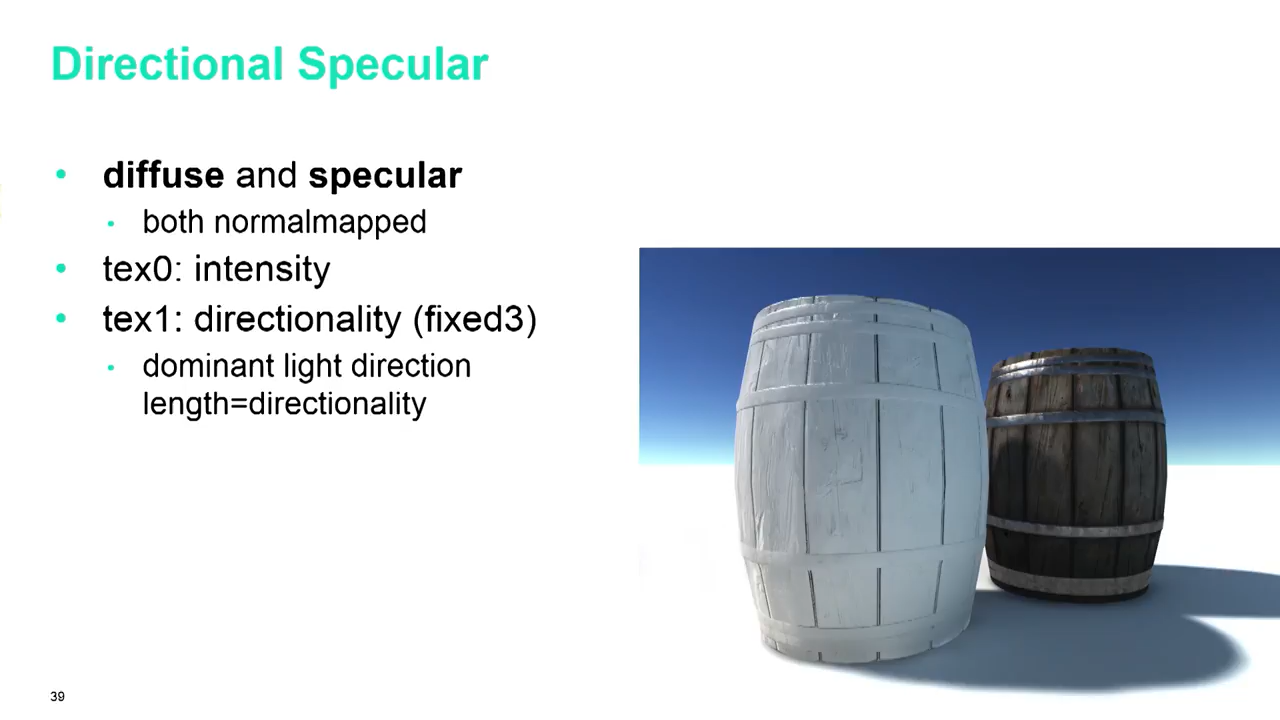 Directional Specular
• diffuse and specular
• both normalmapped
• tex0: intensity
• tex1: directionality (fixed3)
• dominant light direction
length=directionality
39